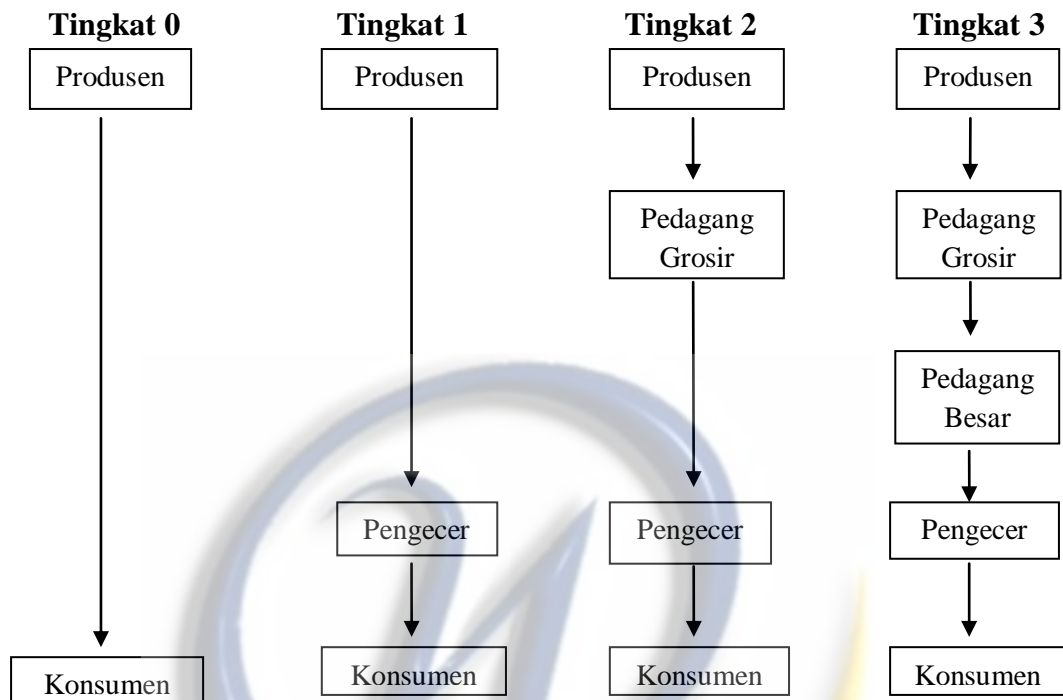 Tingkat 0
Tingkat 1
Tingkat 2
Tingkat 3
Produsen
Produsen
Produsen
Produsen
Pedagang
Grosir
Pedagang
Grosir
Pedagang
Besar
Pengecer
Pengecer
Pengecer
Konsumen
Konsumen
Konsumen
Konsumen